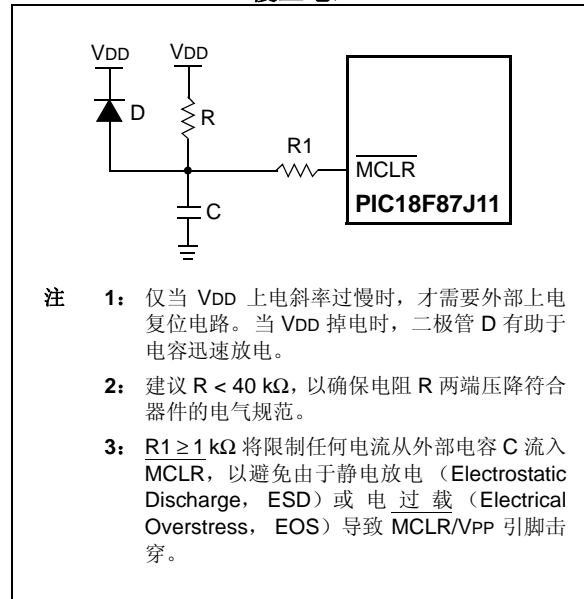 VDD VDD
D
R
R1
MCLR
C
PIC18F87J11
注 1: 仅当 VDD 上电斜率过慢时，才需要外部上电
复位电路。当 VDD 掉电时，二极管 D 有助于
电容迅速放电。
2: 建议 R < 40 kΩ，以确保电阻 R 两端压降符合
器件的电气规范。
3: R1 ≥ 1 kΩ 将限制任何电流从外部电容 C 流入
MCLR，以避免由于静电放电 （Electrostatic
Discharge， ESD）或 电 过 载 （Electrical
Overstress， EOS）导致 MCLR/VPP 引脚击
穿。